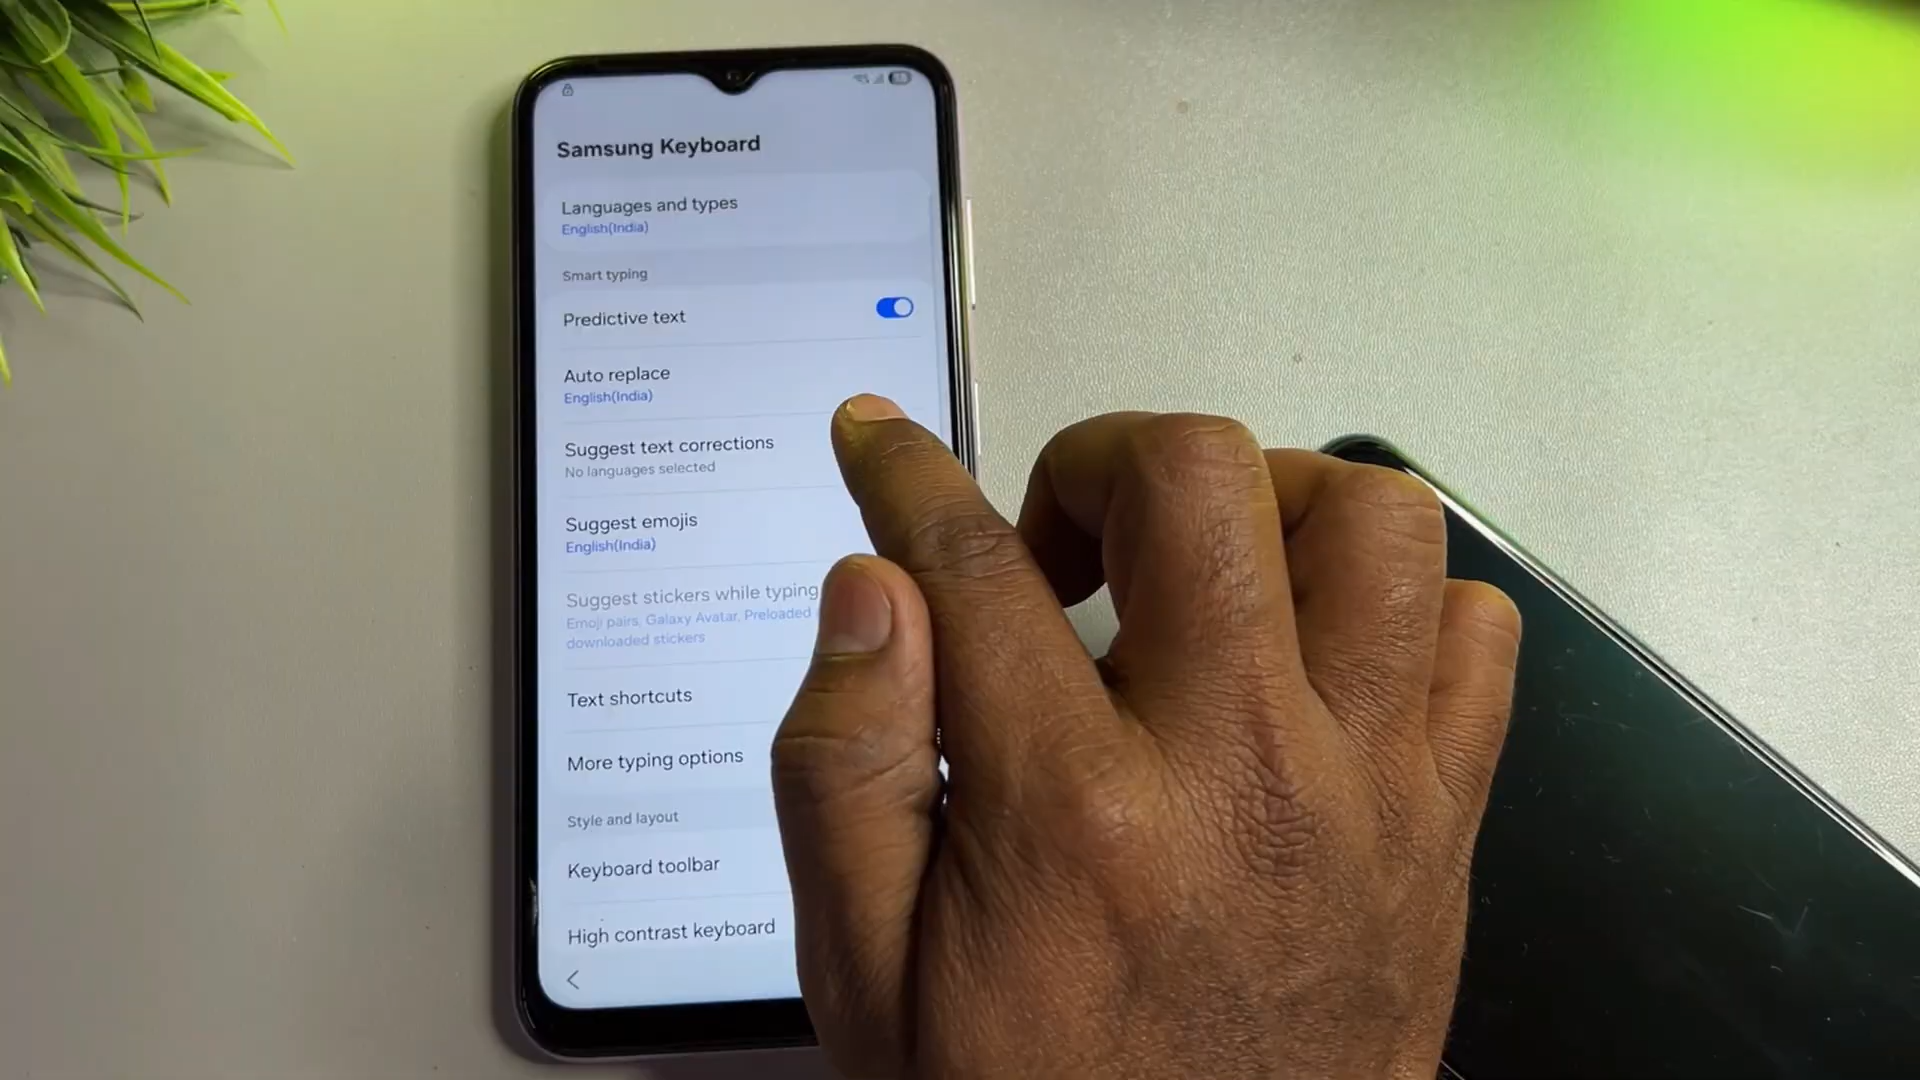 Samsung Keyboard
Languages and types
English(India)
Smart typing
Predictive text
Auto replace
English(India)
Suggest text corrections
No languages selected
Suggest emojis
English(India)
Suggest stickers while typing
Emoji pairs, Galaxy Avatar, Preloaded
downloaded stickers
Text shortcuts
More typing options
Style and layout
Keyboard toolbar
High contrast keyboard